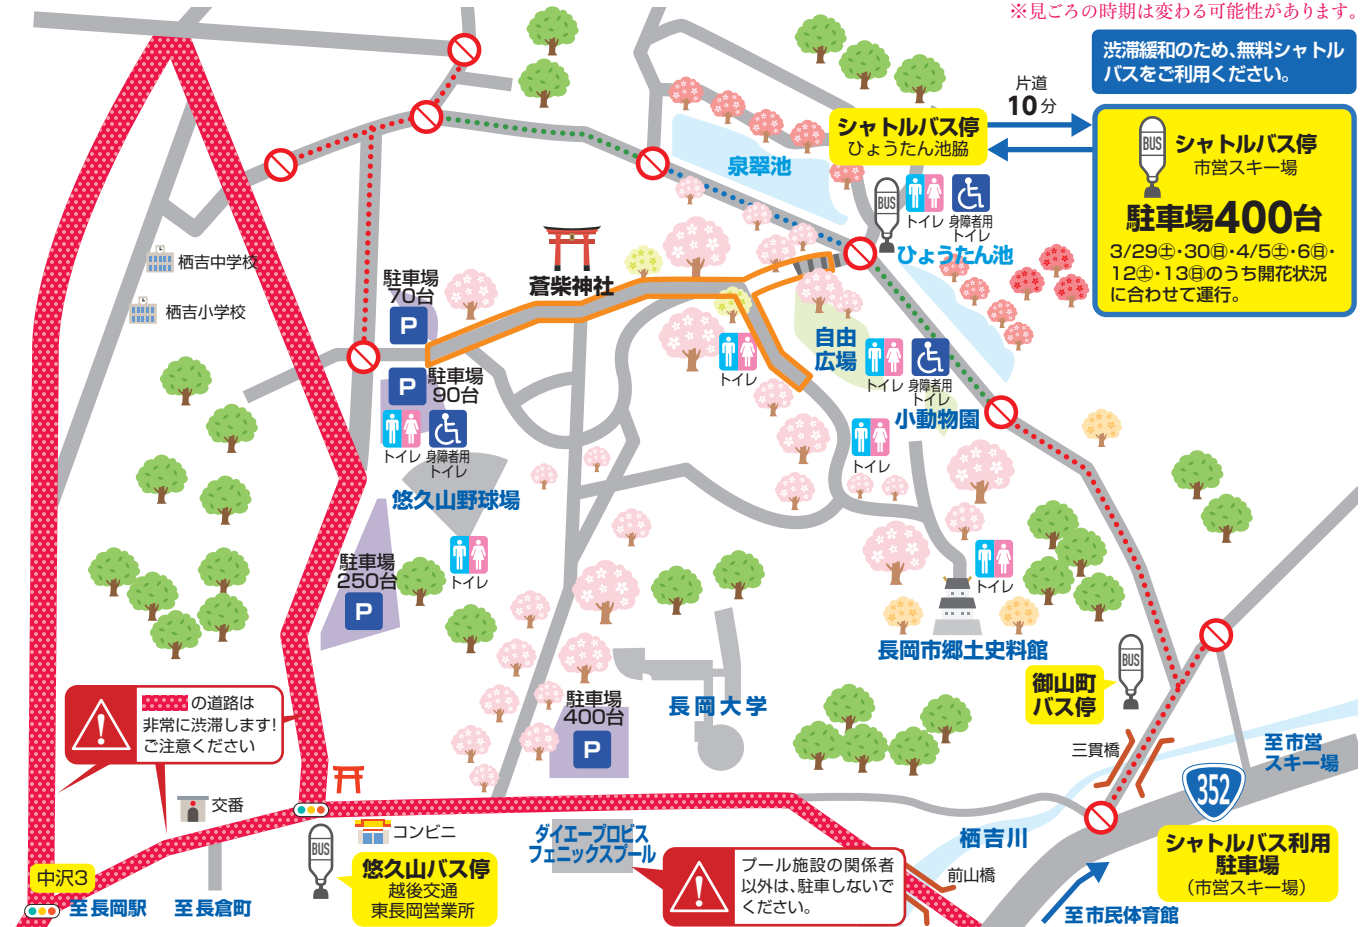 ※見ごろの時期は変わる可能性があります。
渋滞緩和のため、無料シャトル
バスをご利用ください。
片道
10分
シャトルバス停
ひょうたん池脇
BUS
シャトルバス停
市営スキー場
駐車場400台
3/29㊏・30㊐・4/5㊏・6㊐・
12㊏・13㊐のうち開花状況
に合わせて運行。
泉翠池
BUS
トイレ
身障者用
トイレ
ひょうたん池
栖吉中学校
栖吉小学校
駐車場
70台
P
蒼柴神社
P
駐車場
90台
トイレ
身障者用
トイレ
トイレ
自由
広場
トイレ
身障者用
トイレ
小動物園
トイレ
悠久山野球場
トイレ
駐車場
250台
P
トイレ
長岡市郷土史料館
長岡大学
駐車場
400台
P
BUS
御山町
バス停
三貫橋
至市営
スキー場
352
の道路は
非常に渋滞します!
ご注意ください
交番
コンビニ
BUS
悠久山バス停
越後交通
東長岡営業所
中沢3
至長岡駅
至長倉町
ダイエープロビス
フェニックスプール
プール施設の関係者
以外は、駐車しないで
ください。
栖吉川
前山橋
シャトルバス利用
駐車場
(市営スキー場)
至市民体育館